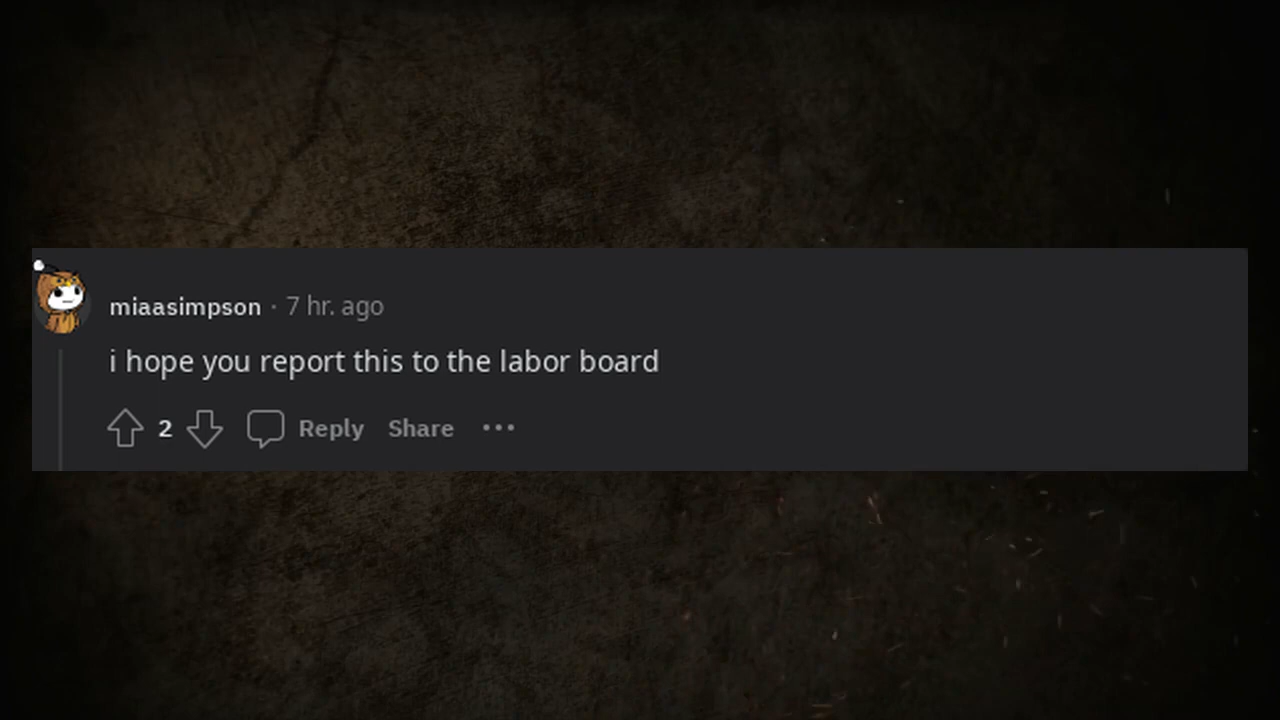 miaasimpson · 7 hr. ago
i hope you report this to the labor board
2 Reply Share •••